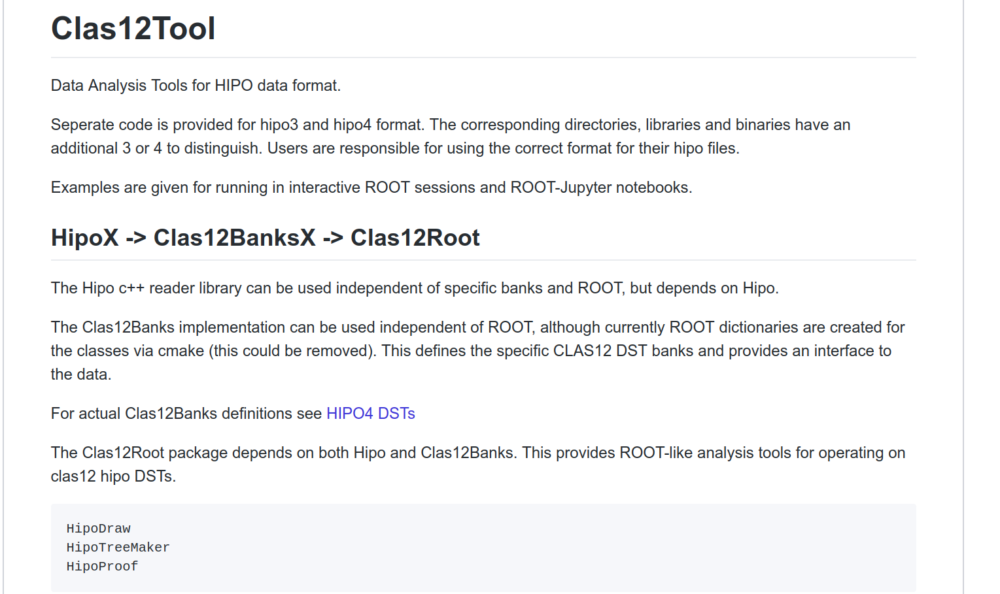 Clas12Tool
Data Analysis Tools for HIPO data format.
Seperate code is provided for hipo3 and hipo4 format. The corresponding directories, libraries and binaries have an
additional 3 or 4 to distinguish. Users are responsible for using the correct format for their hipo files.
Examples are given for running in interactive ROOT sessions and ROOT-Jupyter notebooks.
HipoX -> Clas12BanksX -> Clas12Root
The Hipo c++ reader library can be used independent of specific banks and ROOT, but depends on Hipo.
The Clas12Banks implementation can be used independent of ROOT, although currently ROOT dictionaries are created for
the classes via cmake (this could be removed). This defines the specific CLAS12 DST banks and provides an interface to
the data.
For actual Clas12Banks definitions see HIPO4 DSTs
The Clas12Root package depends on both Hipo and Clas12Banks. This provides ROOT-like analysis tools for operating on
clas12 hipo DSTs.
HipoDraw
HipoTreeMaker
HipoProof